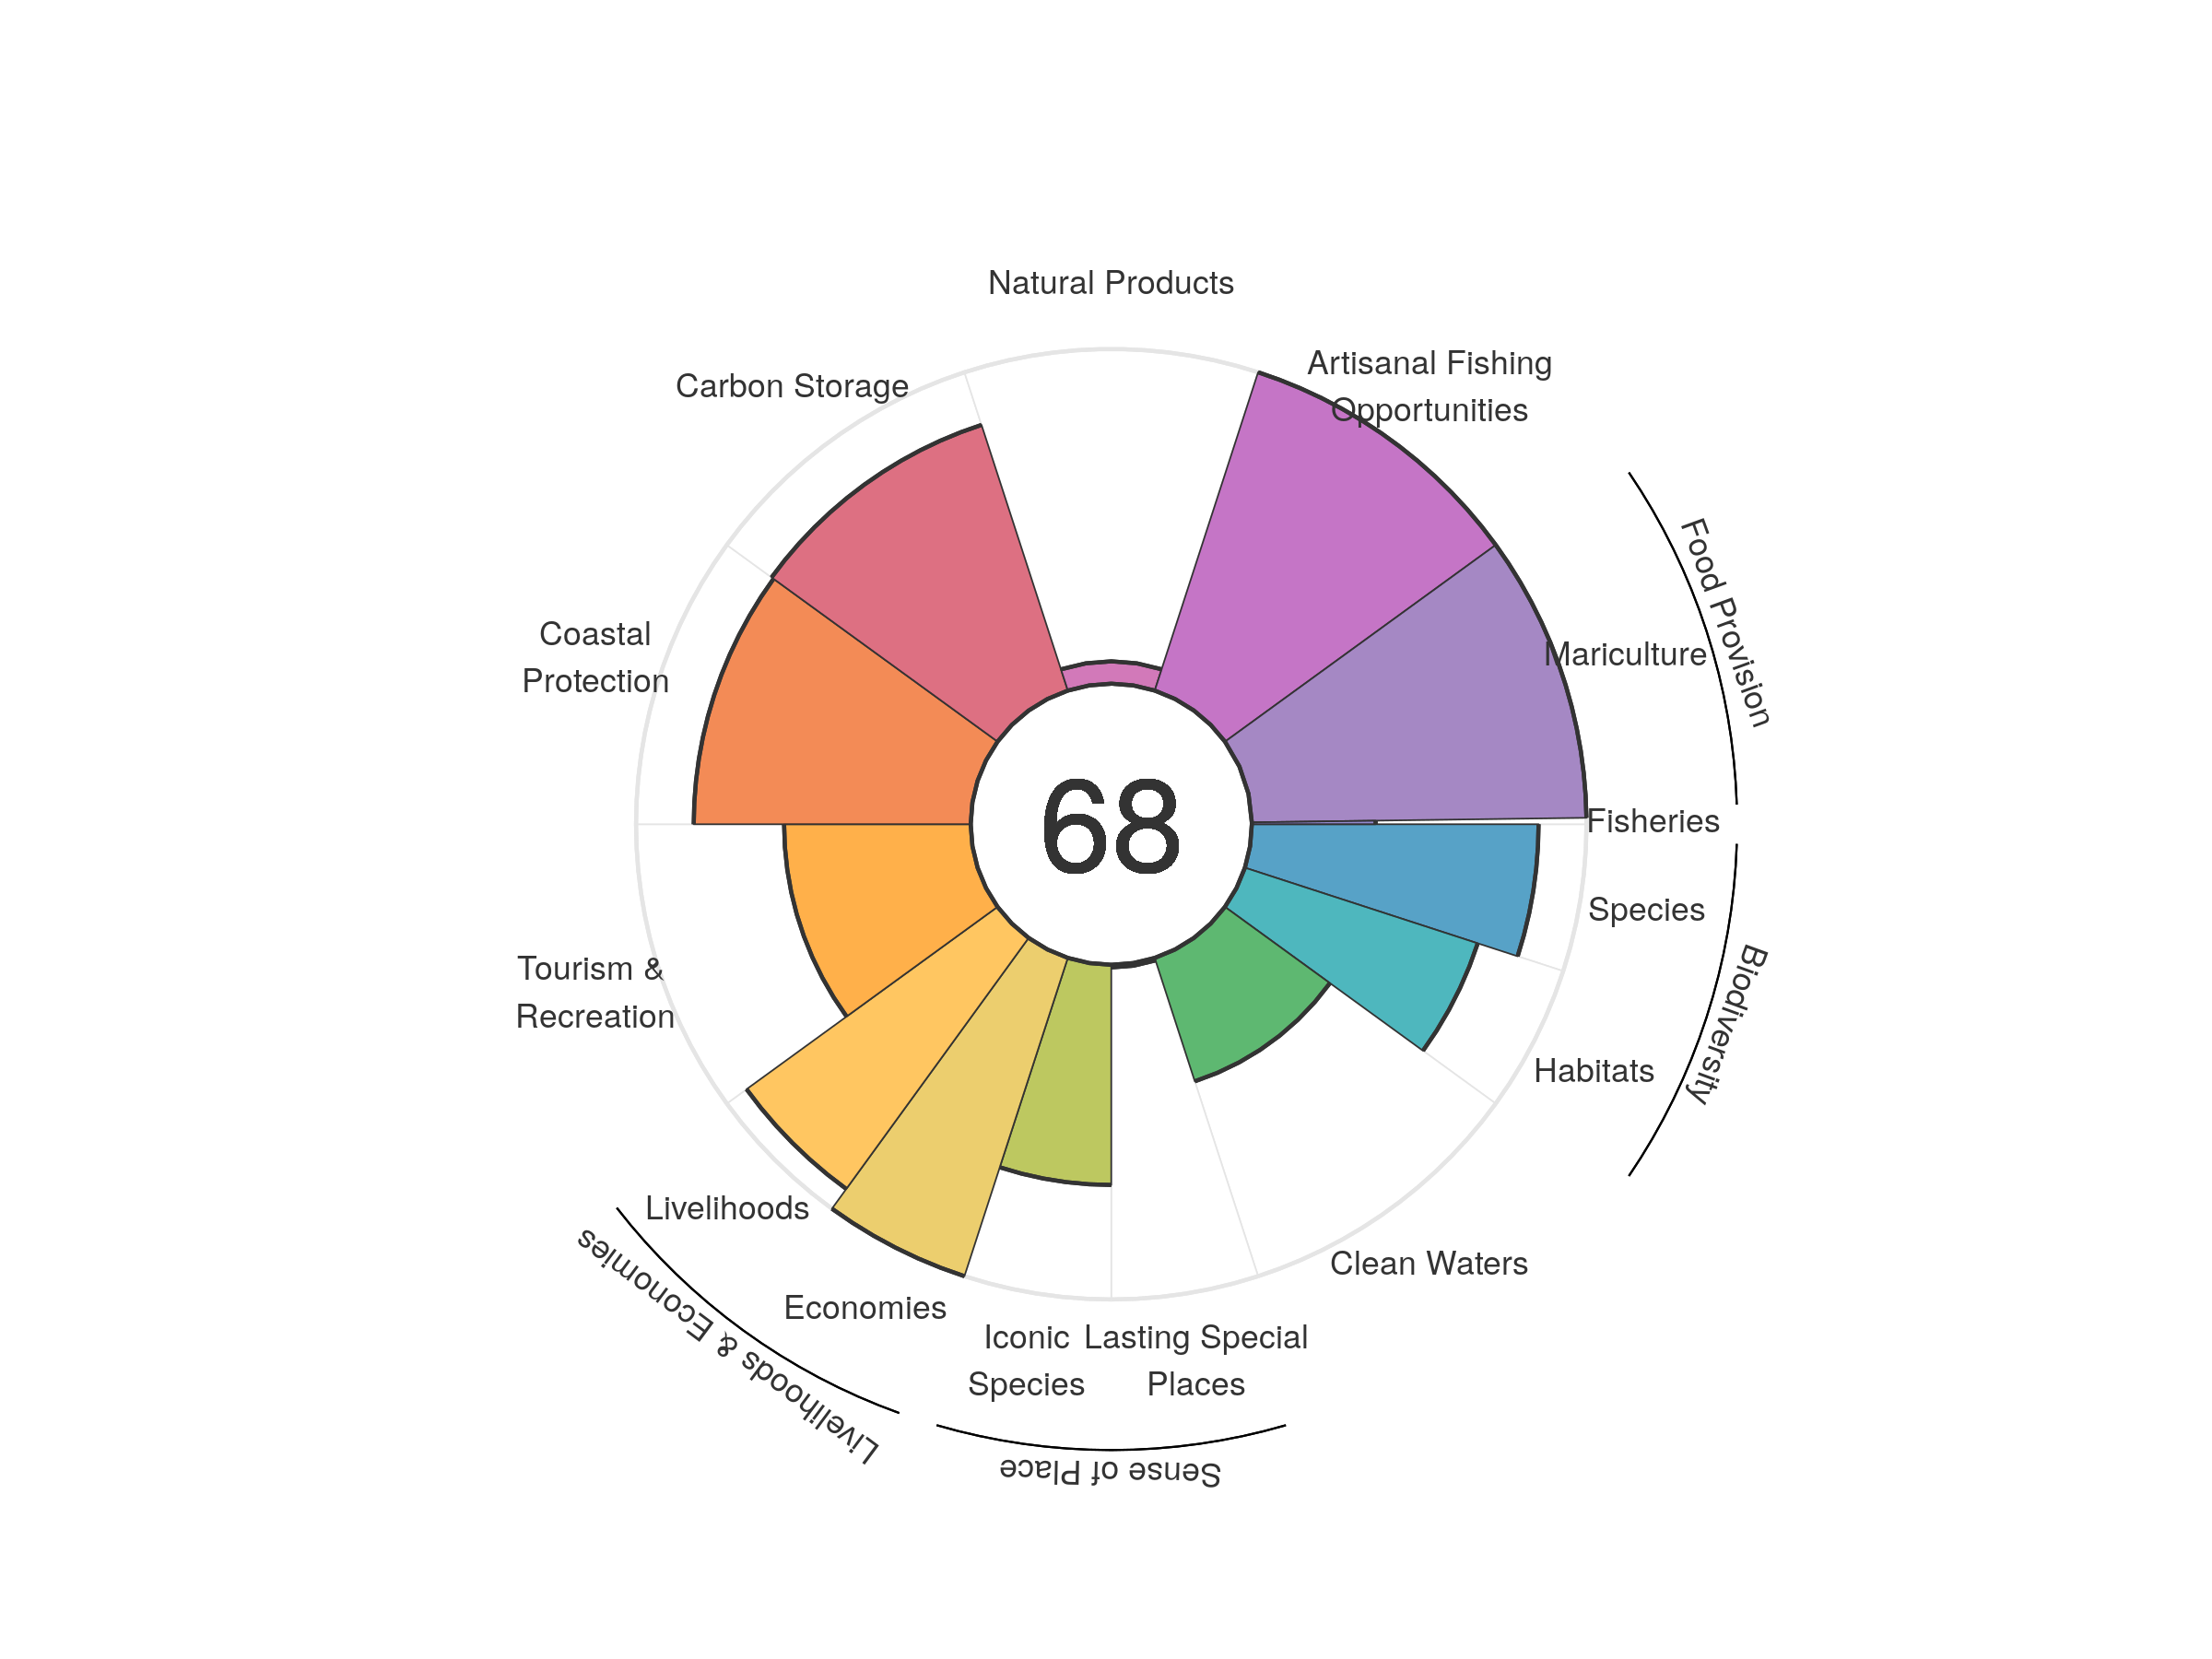 Natural Products
Artisanal Fishing
Opportunities
Carbon Storage
Food Provision
Coastal
Protection
Mariculture
68
Fisheries
Species
Tourism &
Recreation
Biodiversity
Habitats
Livelihoods
Livelihoods & Economies
Clean Waters
Economies
Iconic
Species
Lasting Special
Places
Sense of Place